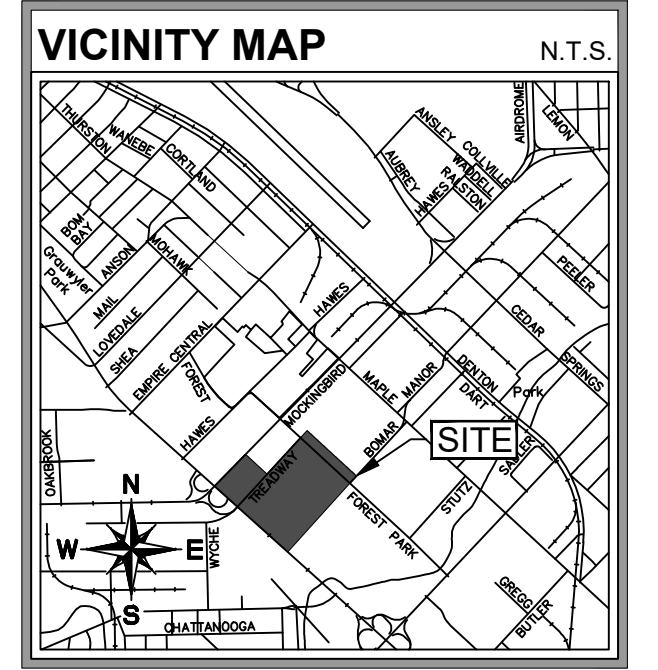 VICINITY MAP
N.T.S.
THURSTON
WANEBE
CORTLAND
ANSLEY
COLLVILLE
WADDELL
RALSTON
AUBREY
HAWES
AIRDROME
LEMON
BOM
BAY
Grauwyler
Park
ANSON
MOHAWK
MAIL
LOVEDALE
SHEA
EMPIRE CENTRAL
FOREST
HAWES
HAWES
MOCKINGBIRD
MAPLE
MANOR
BOMAR
PEELER
CEDAR
SPRINGS
DENTON
DART
Park
SITE
SADLER
OAKBROOK
TREADWAY
FOREST PARK
STUTZ
N
W
E
S
WYCHE
CHATTANOOGA
GREGG
BUTLER